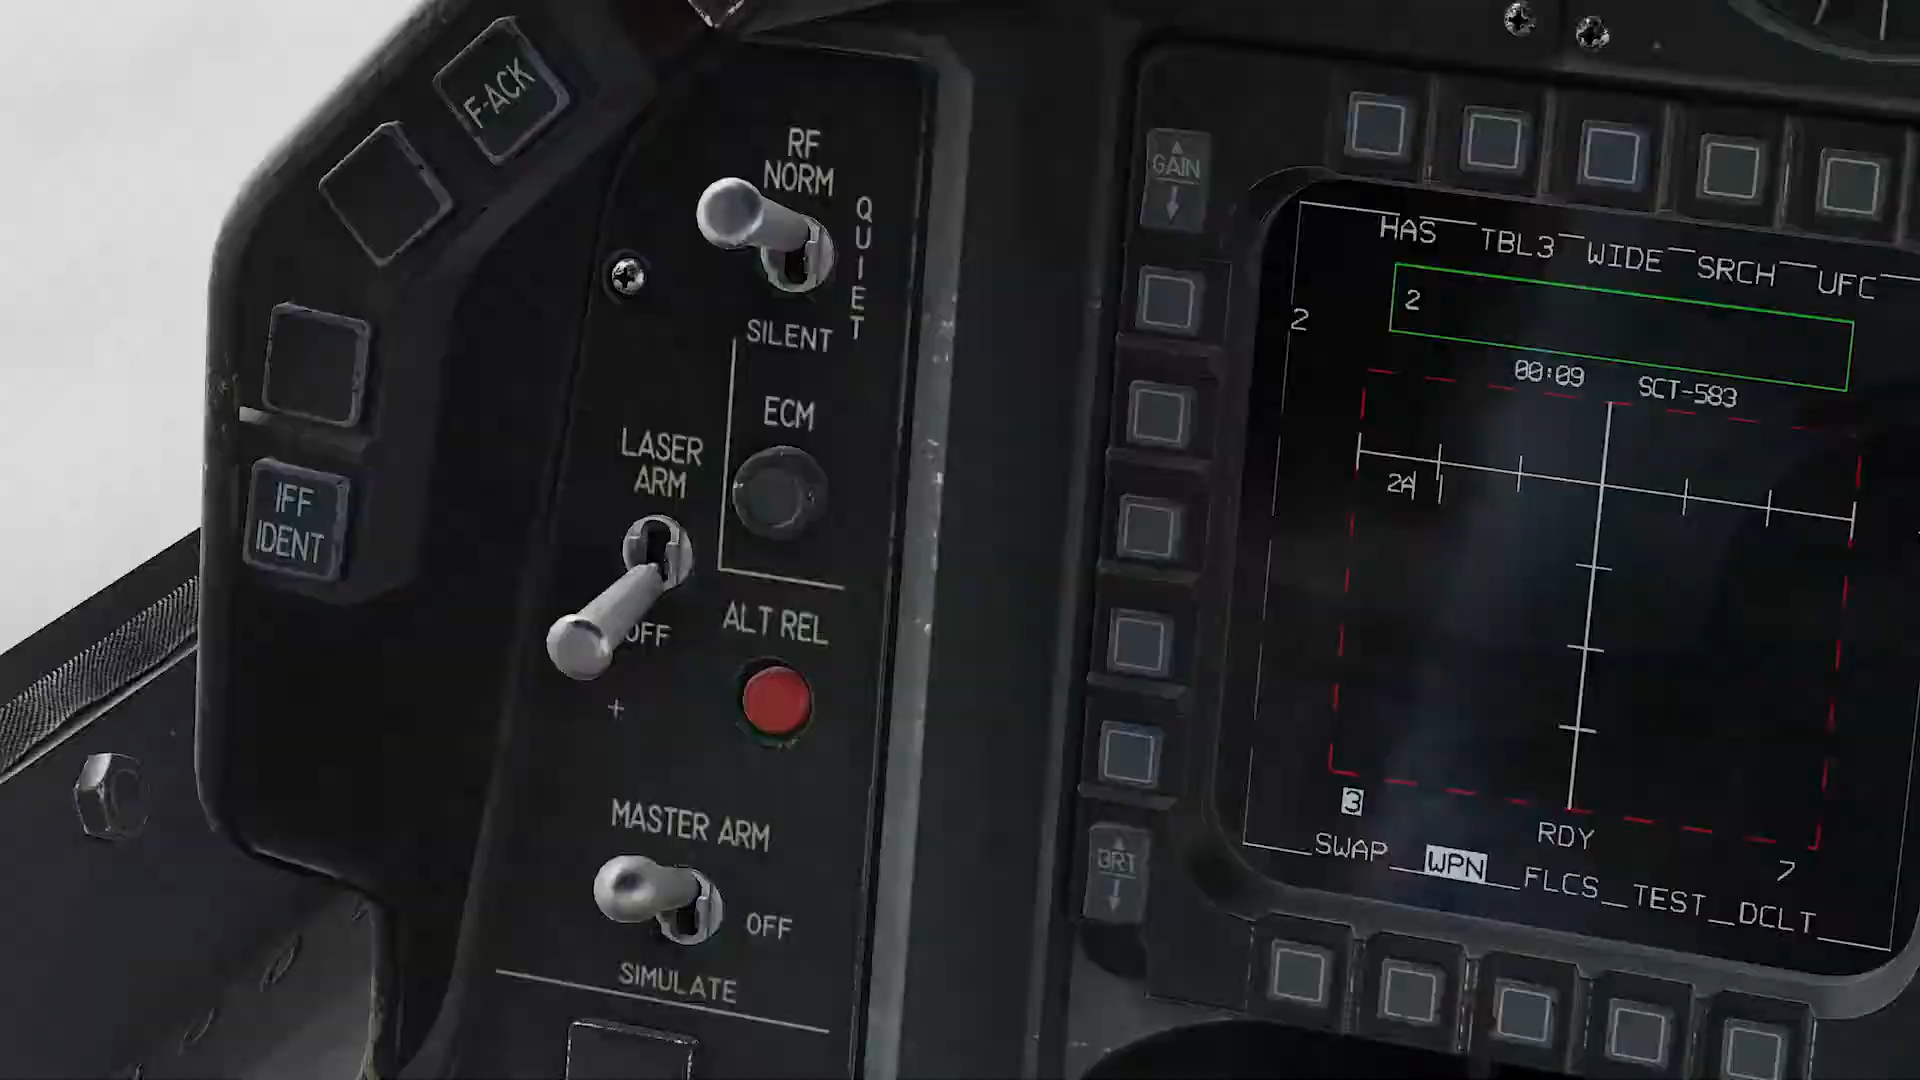 F-ACK
IFF
IDENT
RF
NORM
QUIET
SILENT
ECM
LASER
ARM
OFF
ALT REL
+
MASTER ARM
OFF
SIMULATE
GAIN
BRT
HAS TBL3 WIDE SRCH UFC
2
2
00:09 SCT-583
2A
3
RDY
7
SWAP WPN FLCS TEST DCLT